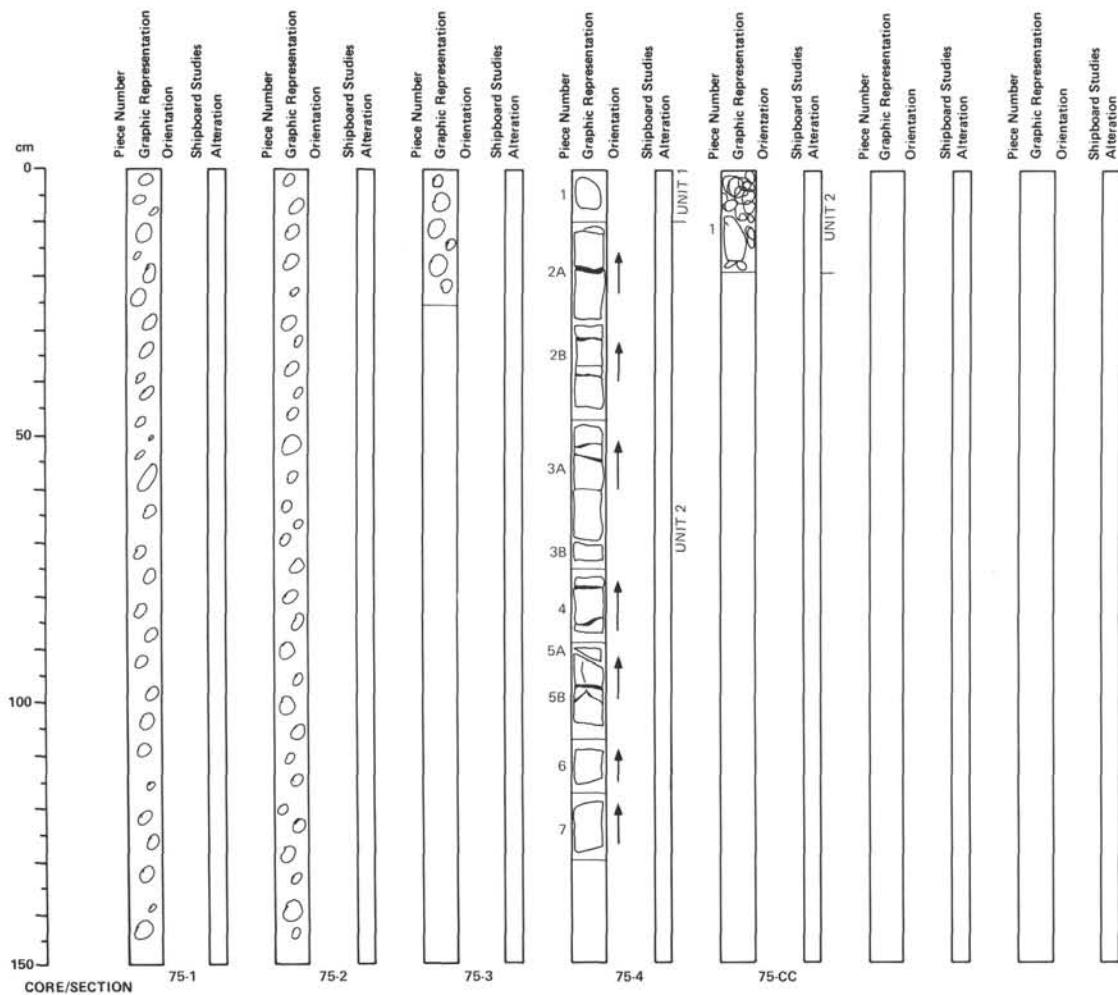 Piece Number
Graphic Representation
Orientation
Shipboard Studies
Alteration
Piece Number
Graphic Representation
Orientation
Shipboard Studies
Alteration
Piece Number
Graphic Representation
Orientation
Shipboard Studies
Alteration
Piece Number
Graphic Representation
Orientation
Shipboard Studies
Alteration
Piece Number
Graphic Representation
Orientation
Shipboard Studies
Alteration
Piece Number
Graphic Representation
Orientation
Shipboard Studies
Alteration
Piece Number
Graphic Representation
Orientation
Shipboard Studies
Alteration
cm
0
50
100
150
1
2A
2B
3A
3B
4
5A
5B
6
7
UNIT 1
UNIT 2
1
UNIT 2
75-1
75-2
75-3
75-4
75-CC
CORE/SECTION